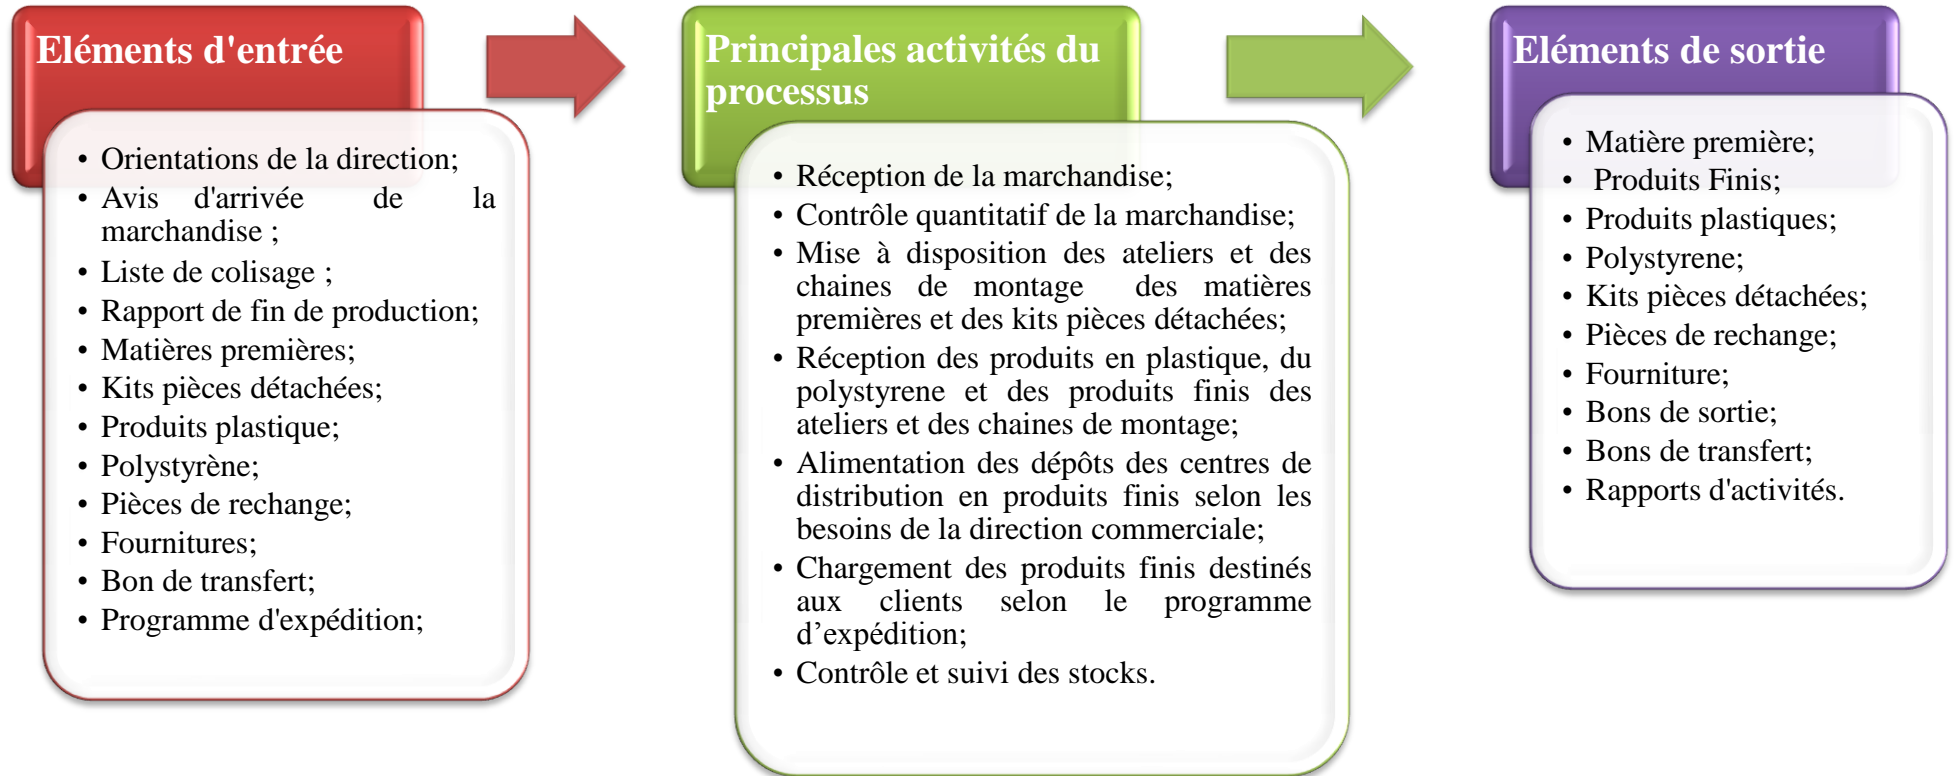 Eléments d'entrée
• Orientations de la direction;
• Avis d'arrivée de la
marchandise ;
• Liste de colisage ;
• Rapport de fin de production;
• Matières premières;
• Kits pièces détachées;
• Produits plastique;
• Polystyrène;
• Pièces de rechange;
• Fournitures;
• Bon de transfert;
• Programme d'expédition;
Principales activités du
processus
• Réception de la marchandise;
• Contrôle quantitatif de la marchandise;
• Mise à disposition des ateliers et des
chaines de montage des matières
premières et des kits pièces détachées;
• Réception des produits en plastique, du
polystyrene et des produits finis des
ateliers et des chaines de montage;
• Alimentation des dépôts des centres de
distribution en produits finis selon les
besoins de la direction commerciale;
• Chargement des produits finis destinés
aux clients selon le programme
d’expédition;
• Contrôle et suivi des stocks.
Eléments de sortie
• Matière première;
• Produits Finis;
• Produits plastiques;
• Polystyrene;
• Kits pièces détachées;
• Pièces de rechange;
• Fourniture;
• Bons de sortie;
• Bons de transfert;
• Rapports d'activités.